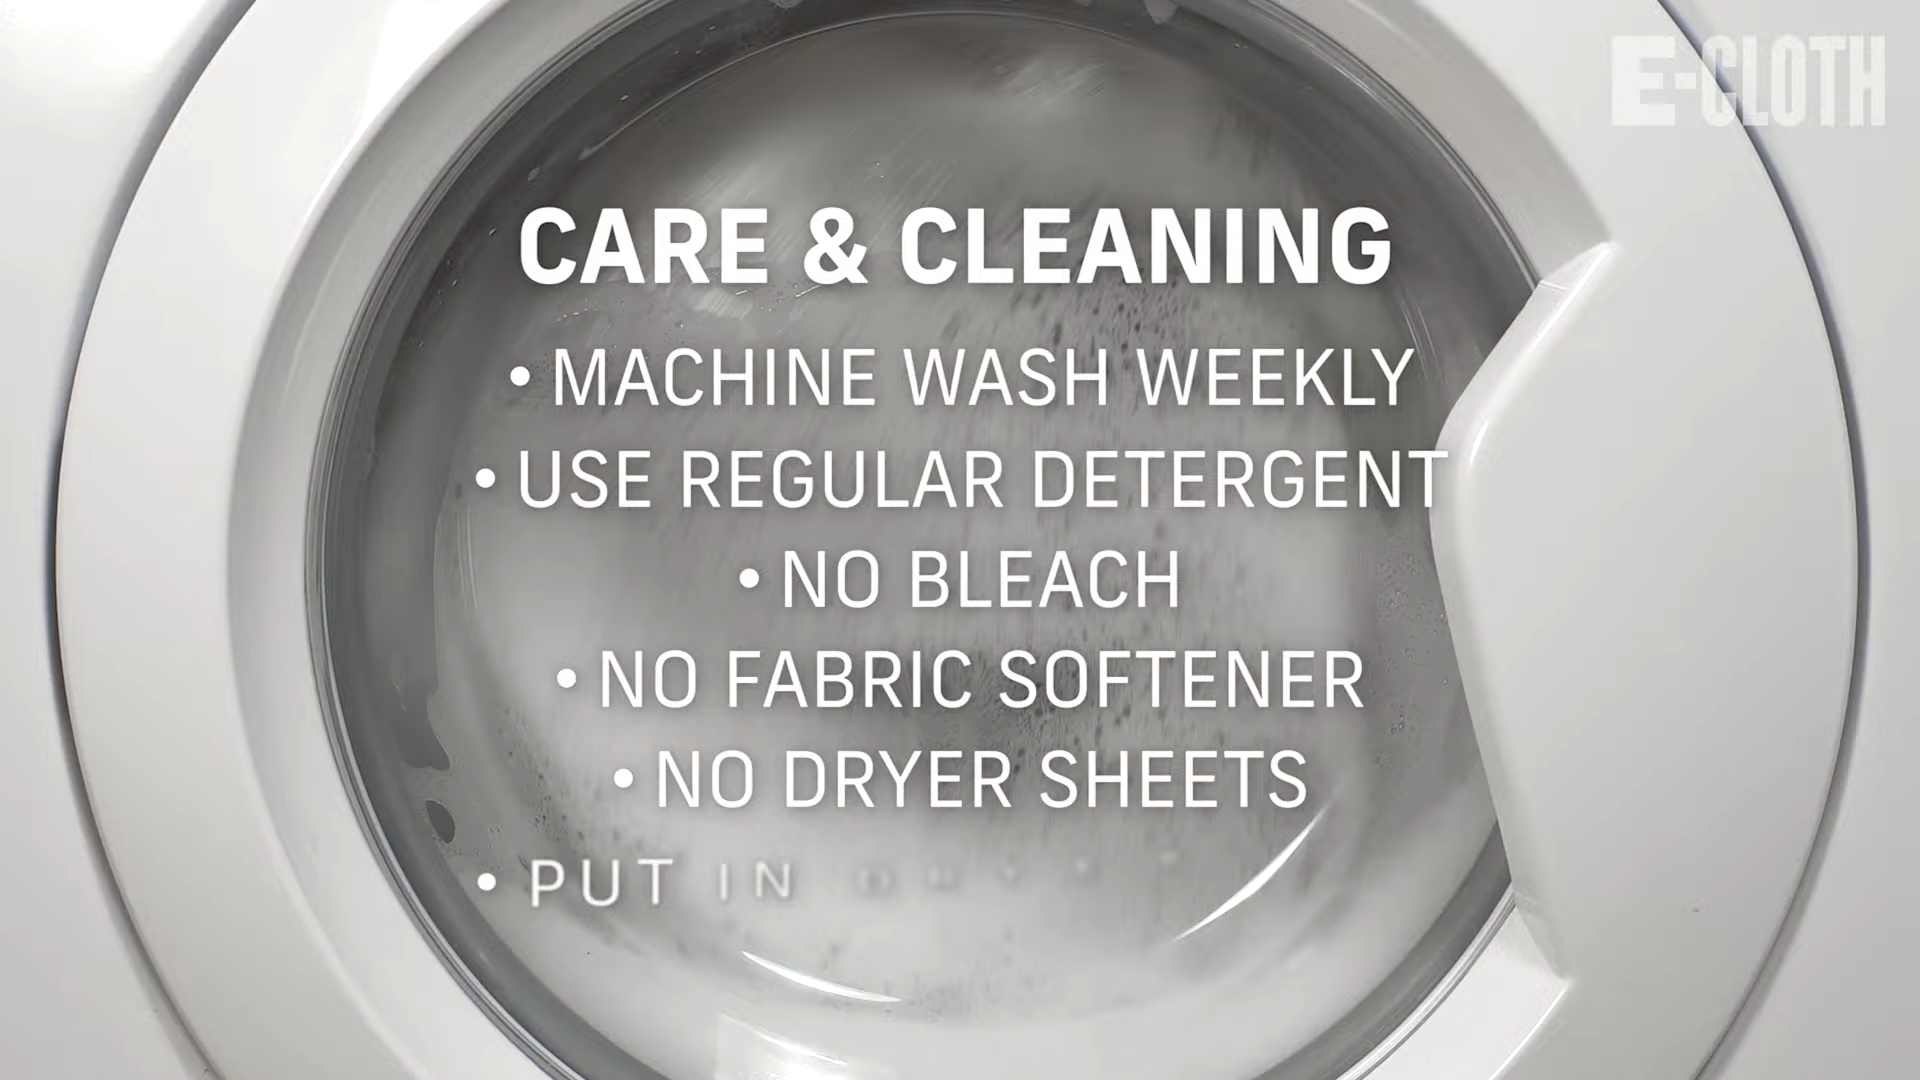 E-CLOTH
CARE & CLEANING
• MACHINE WASH WEEKLY
• USE REGULAR DETERGENT
• NO BLEACH
• NO FABRIC SOFTENER
• NO DRYER SHEETS
• PUT IN